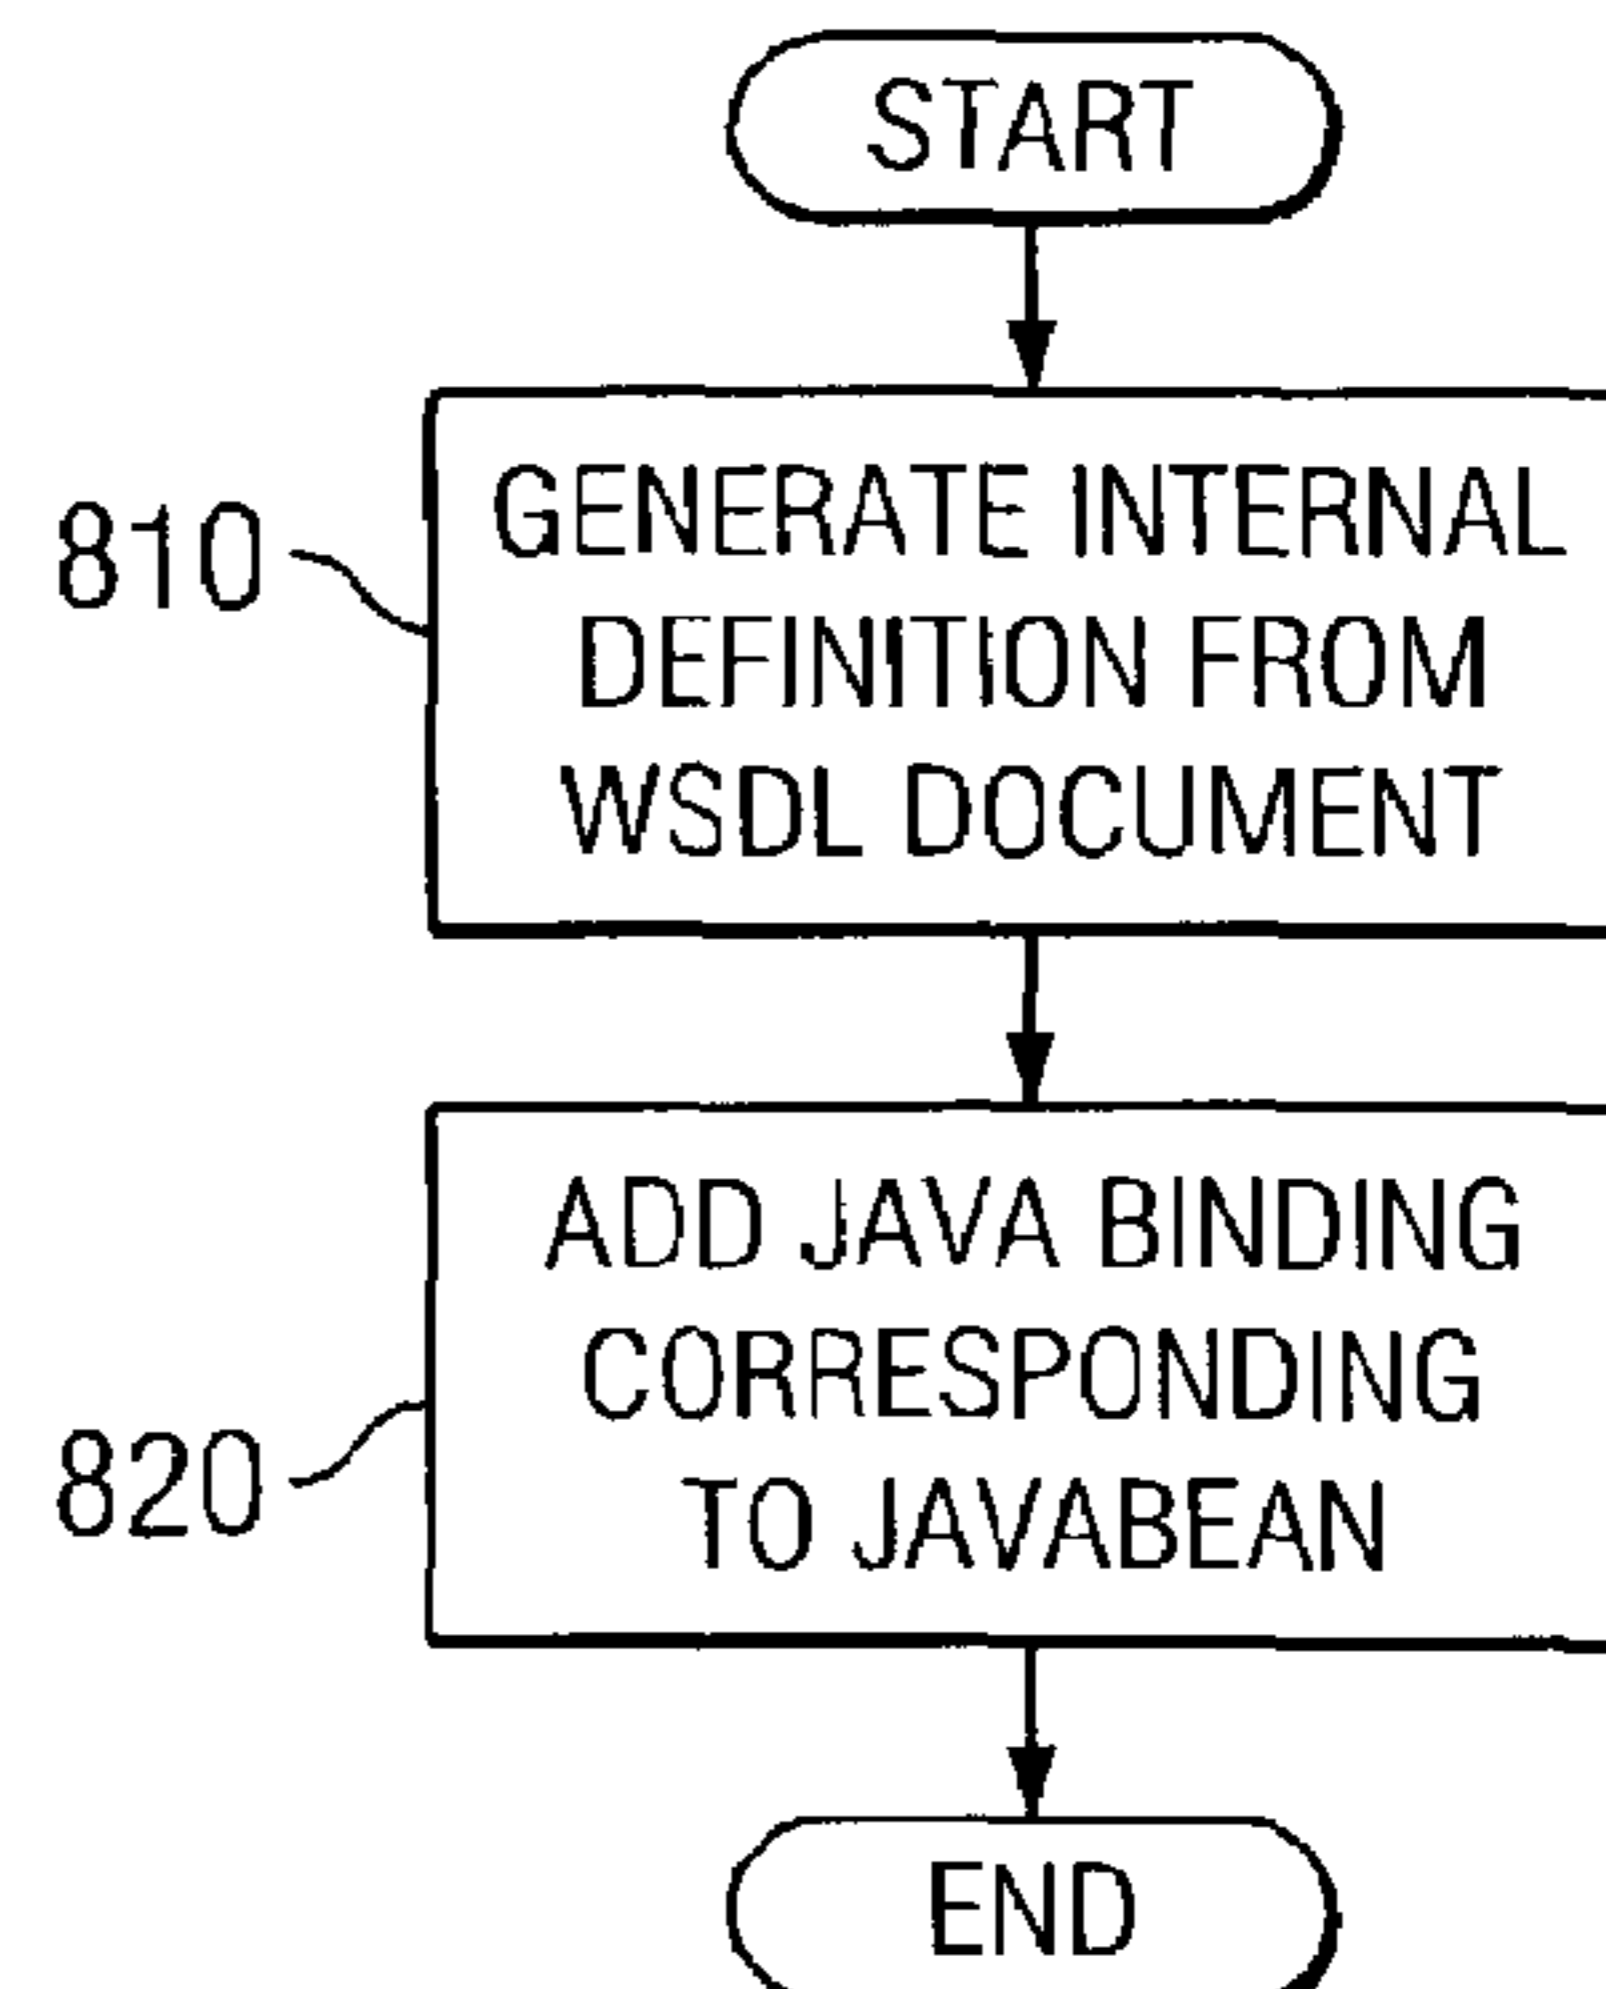 START
810
GENERATE INTERNAL
DEFINITION FROM
WSDL DOCUMENT
820
ADD JAVA BINDING
CORRESPONDING
TO JAVABEAN
END